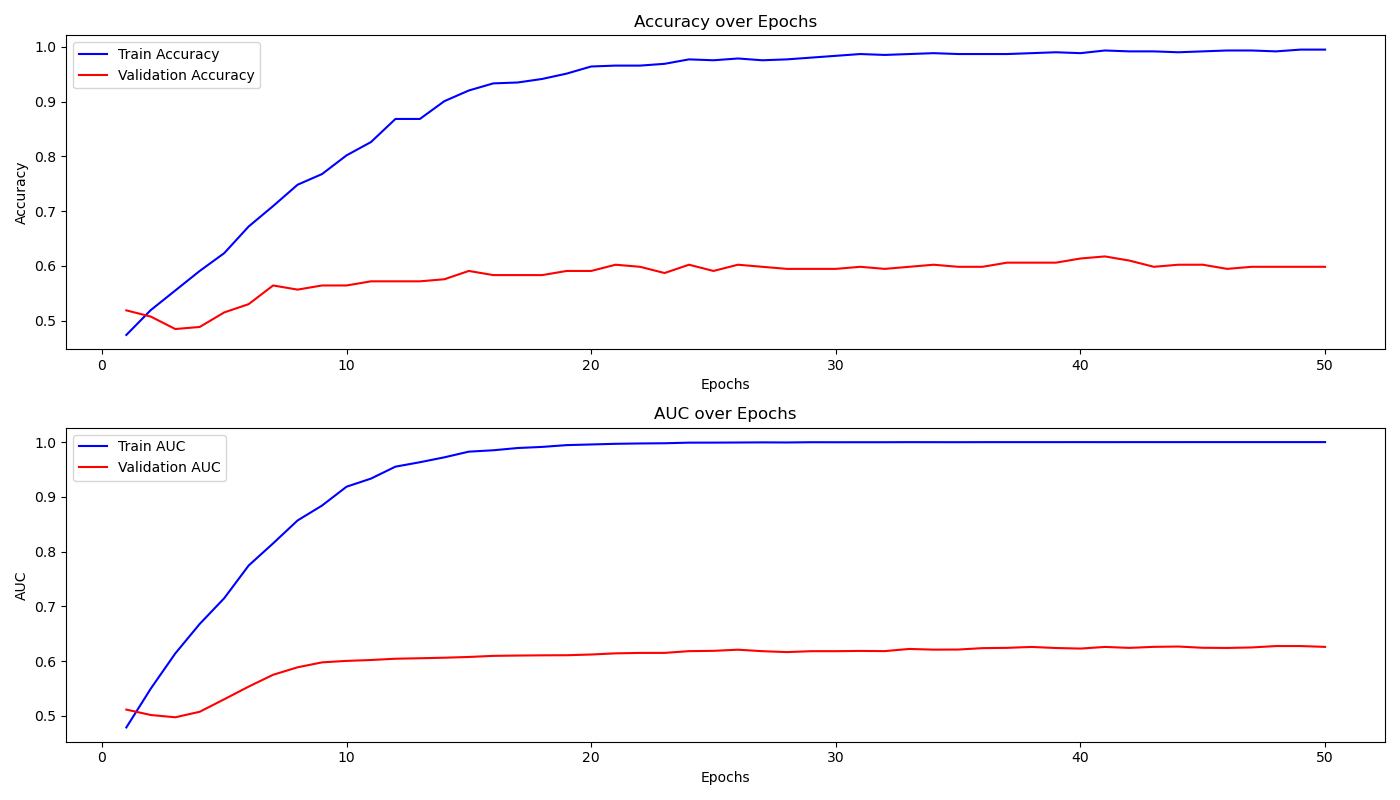 Accuracy over Epochs
Train Accuracy
Validation Accuracy
Accuracy
1.0
0.9
0.8
0.7
0.6
0.5
0 10 20 30 40 50
Epochs
AUC over Epochs
Train AUC
Validation AUC
AUC
1.0
0.9
0.8
0.7
0.6
0.5
0 10 20 30 40 50
Epochs